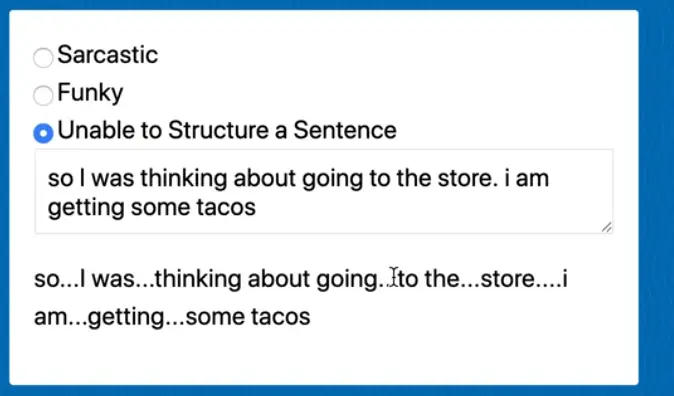 Sarcastic
Funky
Unable to Structure a Sentence
so I was thinking about going to the store. i am
getting some tacos
so...I was...thinking about going...to the...store....i
am...getting...some tacos